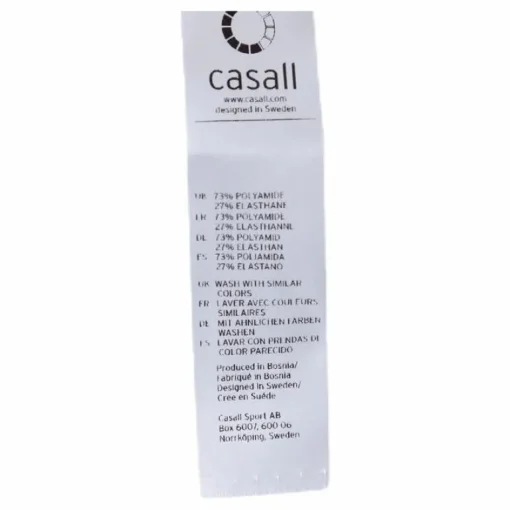 casall
www.casall.com
designed in Sweden
UK 73% POLYAMIDE
27% ELASTHANE
FR 73% POLYAMIDE
27% ELASTHANNE
DE 73% POLYAMID
27% ELASTHAN
ES 73% POLIAMIDA
27% ELASTANO
UK WASH WITH SIMILAR
COLORS
FR LAVER AVEC COULEURS
SIMILAIRES
DE MIT AHNLICHEN FARBEN
WASHEN
ES LAVAR CON PRENDAS DE
COLOR PARECIDO
Produced in Bosnia/
Fabriqué in Bosnia
Designed in Sweden/
Cree en Suéde
Casall Sport AB
Box 6007, 600 06
Norrköping, Sweden